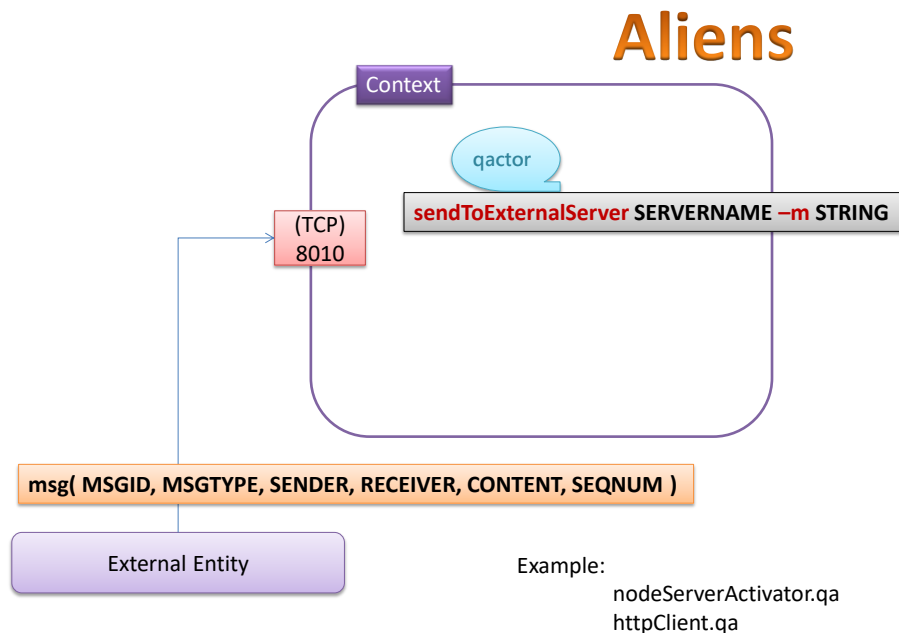 Aliens
Context
qactor
sendToExternalServer SERVERNAME –m STRING
(TCP)
8010
msg( MSGID, MSGTYPE, SENDER, RECEIVER, CONTENT, SEQNUM )
External Entity
Example:
nodeServerActivator.qa
httpClient.qa